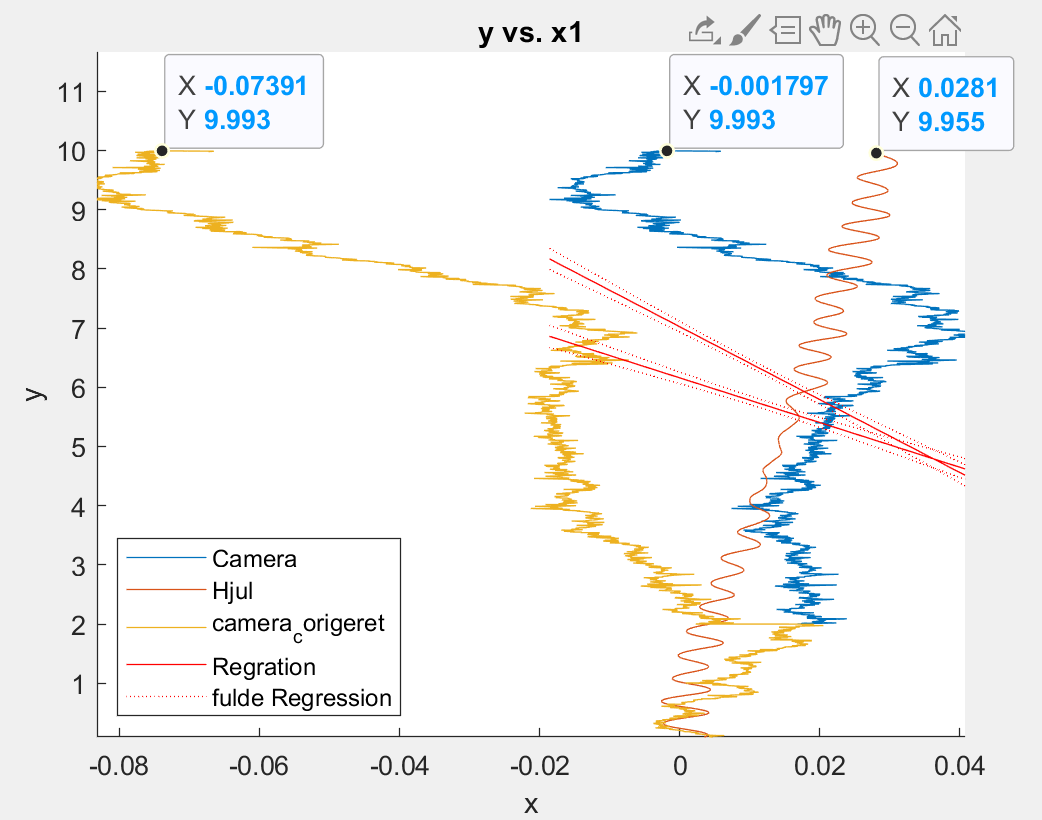 y vs. x1
X -0.07391
Y 9.993
X -0.001797
Y 9.993
X 0.0281
Y 9.955
11
10
9
8
7
6
5
4
3
2
1
y
Camera
Hjul
camera_corigeret
Regration
fulde Regression
-0.08 -0.06 -0.04 -0.02 0 0.02 0.04
x